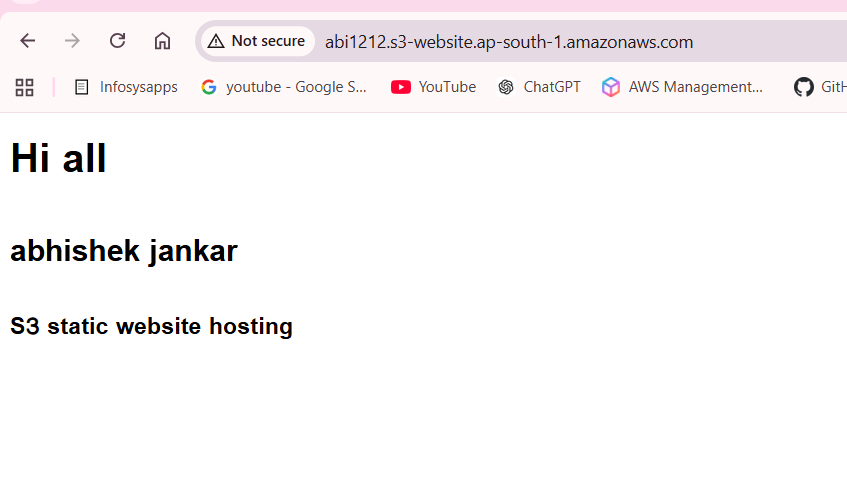 Not secure abi1212.s3-website.ap-south-1.amazonaws.com
Infosysapps youtube - Google S... YouTube ChatGPT AWS Management... GitH
Hi all
abhishek jankar
S3 static website hosting